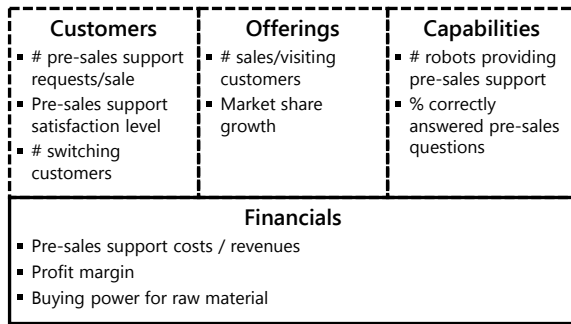 Customers
▪ # pre-sales support
requests/sale
▪ Pre-sales support
satisfaction level
▪ # switching
customers
Offerings
▪ # sales/visiting
customers
▪ Market share
growth
Capabilities
▪ # robots providing
pre-sales support
▪ % correctly
answered pre-sales
questions
Financials
▪ Pre-sales support costs / revenues
▪ Profit margin
▪ Buying power for raw material